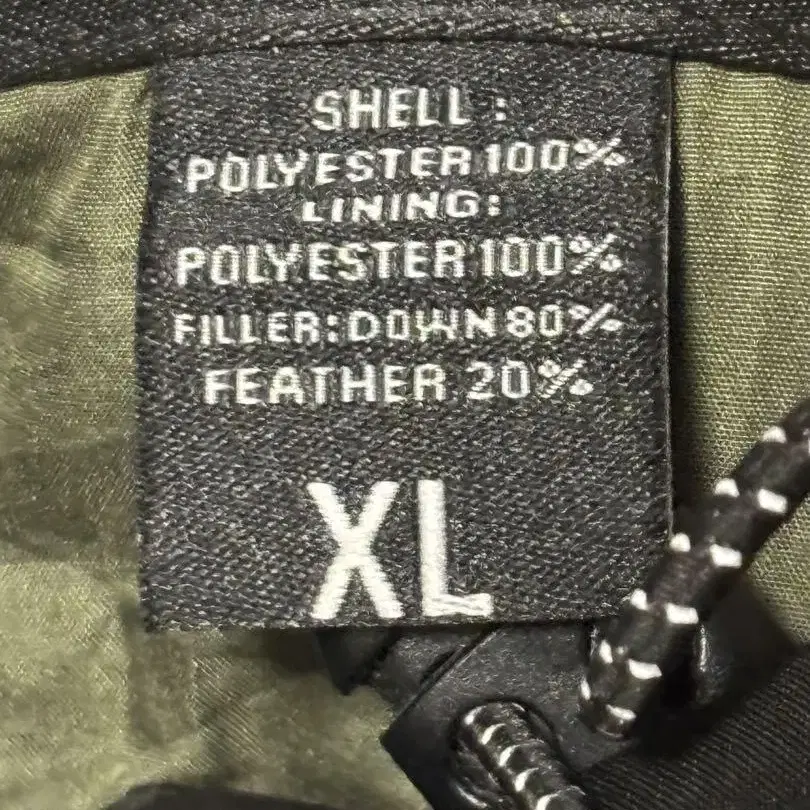 SHELL :
POLYESTER 100%
LINING:
POLYESTER 100%
FILLER: DOWN 80%
FEATHER 20%
XL